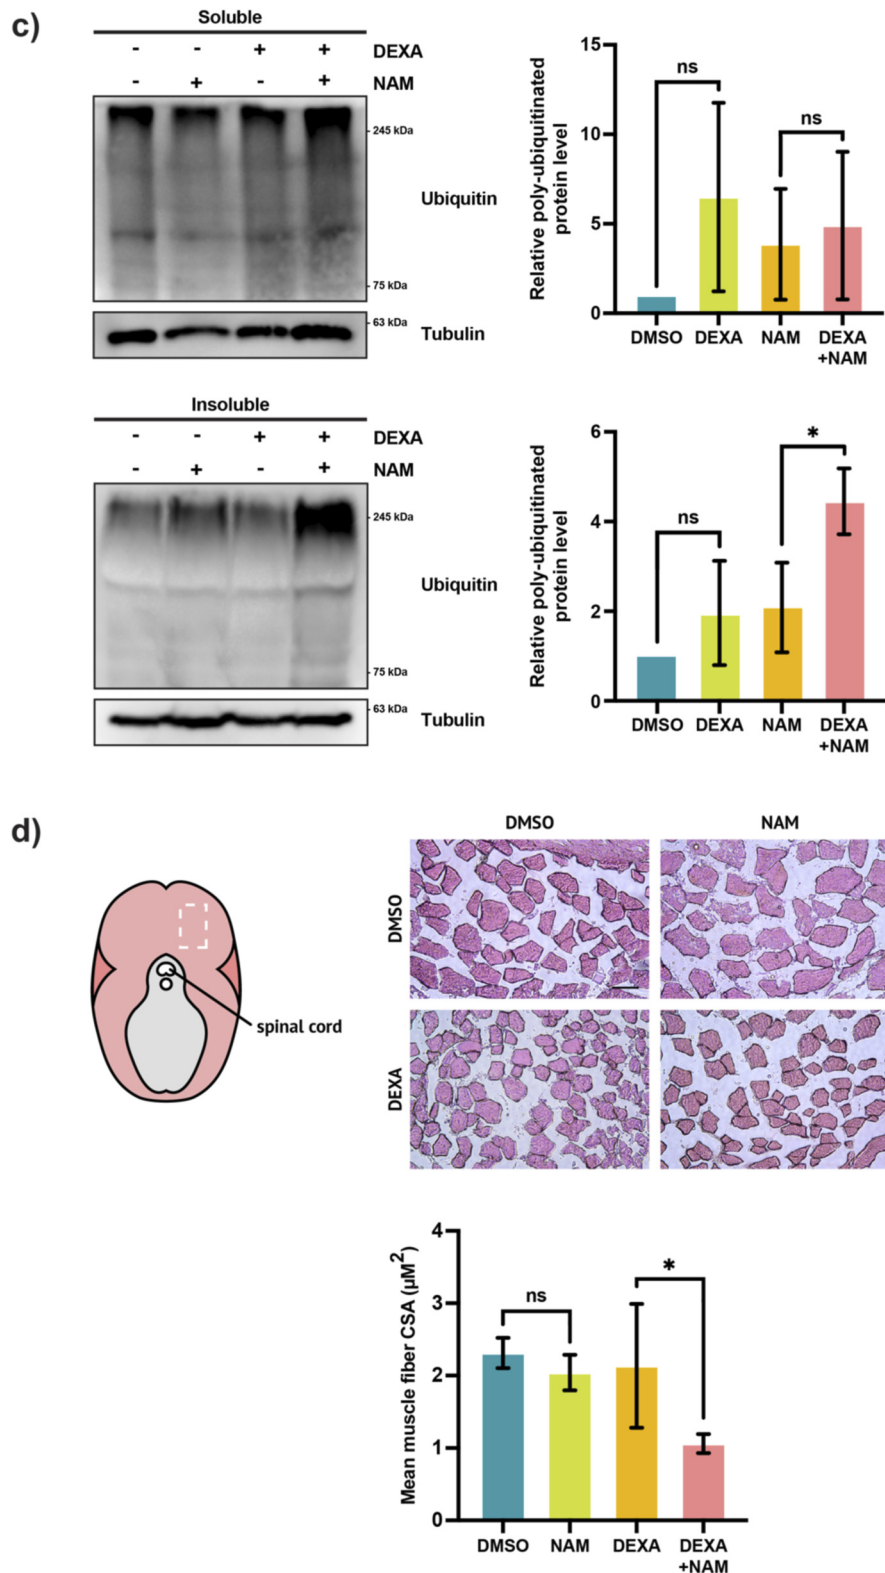 c)
Soluble
- - + + DEXA
- + - + NAM
245 kDa
Ubiquitin
75 kDa
63 kDa
Tubulin
Relative poly-ubiquitinated
protein level
15
10
5
0
ns
ns
DMSO DEXA NAM DEXA
+NAM
Insoluble
- - + + DEXA
- + - + NAM
245 kDa
Ubiquitin
75 kDa
63 kDa
Tubulin
Relative poly-ubiquitinated
protein level
6
4
2
0
ns
*
DMSO DEXA NAM DEXA
+NAM
d)
spinal cord
DMSO NAM
DMSO
DEXA
Mean muscle fiber CSA (µM²)
4
3
2
1
0
ns
*
DMSO NAM DEXA DEXA
+NAM